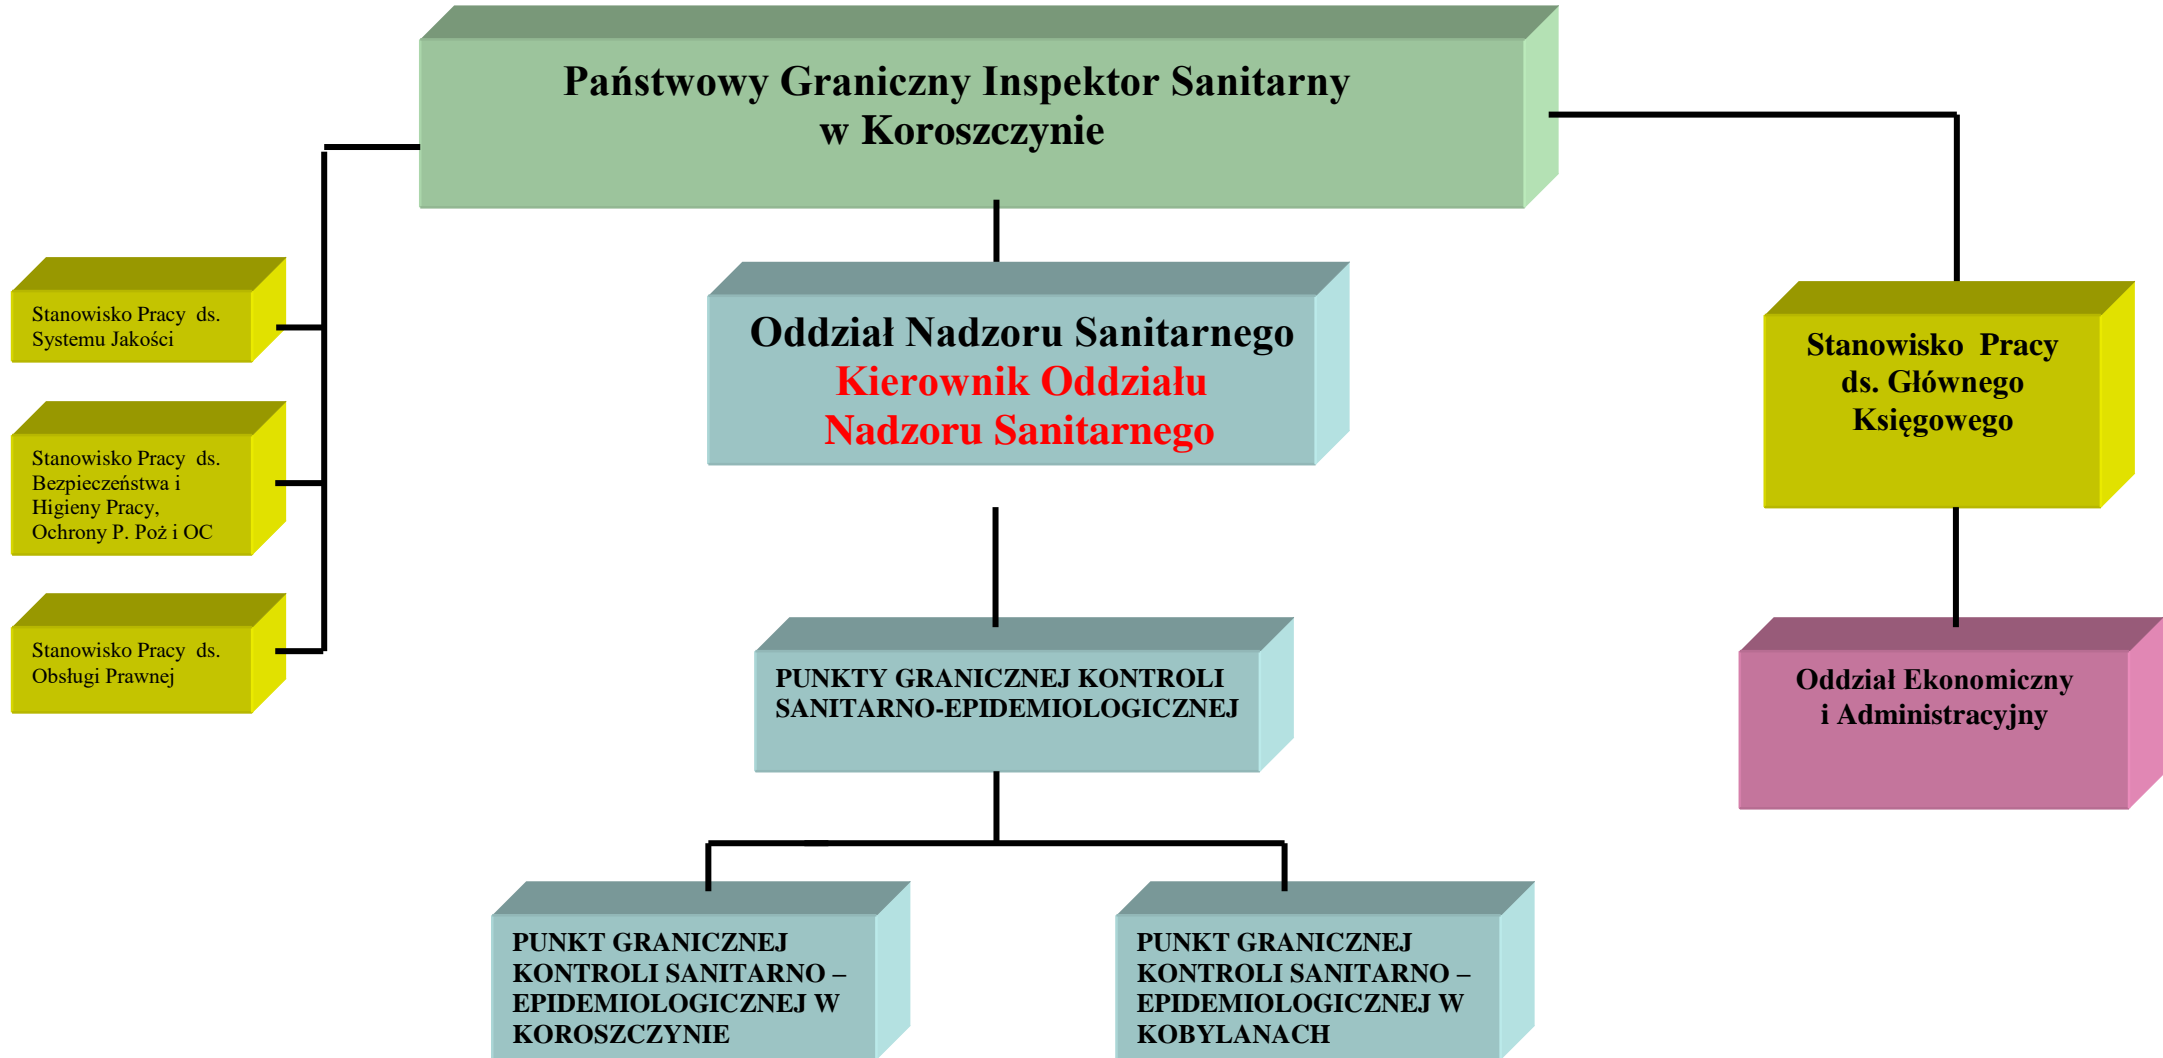 Państwowy Graniczny Inspektor Sanitarny
w Koroszczynie
Stanowisko Pracy ds.
Systemu Jakości
Stanowisko Pracy ds.
Bezpieczeństwa i
Higieny Pracy,
Ochrony P. Poż i OC
Stanowisko Pracy ds.
Obsługi Prawnej
Oddział Nadzoru Sanitarnego
Kierownik Oddziału
Nadzoru Sanitarnego
Stanowisko Pracy
ds. Głównego
Księgowego
PUNKTY GRANICZNEJ KONTROLI
SANITARNO-EPIDEMIOLOGICZNEJ
Oddział Ekonomiczny
i Administracyjny
PUNKT GRANICZNEJ
KONTROLI SANITARNO –
EPIDEMIOLOGICZNEJ W
KOROSZCZYNIE
PUNKT GRANICZNEJ
KONTROLI SANITARNO –
EPIDEMIOLOGICZNEJ W
KOBYLANACH